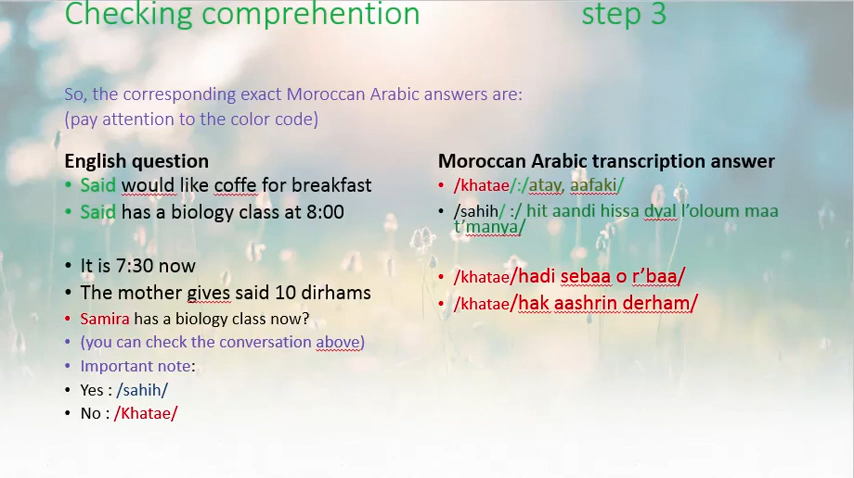 Checking comprehention step 3
So, the corresponding exact Moroccan Arabic answers are:
(pay attention to the color code)
English question
• Said would like coffe for breakfast
• Said has a biology class at 8:00
• It is 7:30 now
• The mother gives said 10 dirhams
• Samira has a biology class now?
• (you can check the conversation above)
• Important note:
• Yes : /sahih/
• No : /Khatae/
Moroccan Arabic transcription answer
• /khatae/:/atay, aafaki/
• /sahih/ :/ hit aandi hissa dyal l’oloum maa
t’manya/
• /khatae/hadi sebaa o r’baa/
• /khatae/hak aashrin derham/